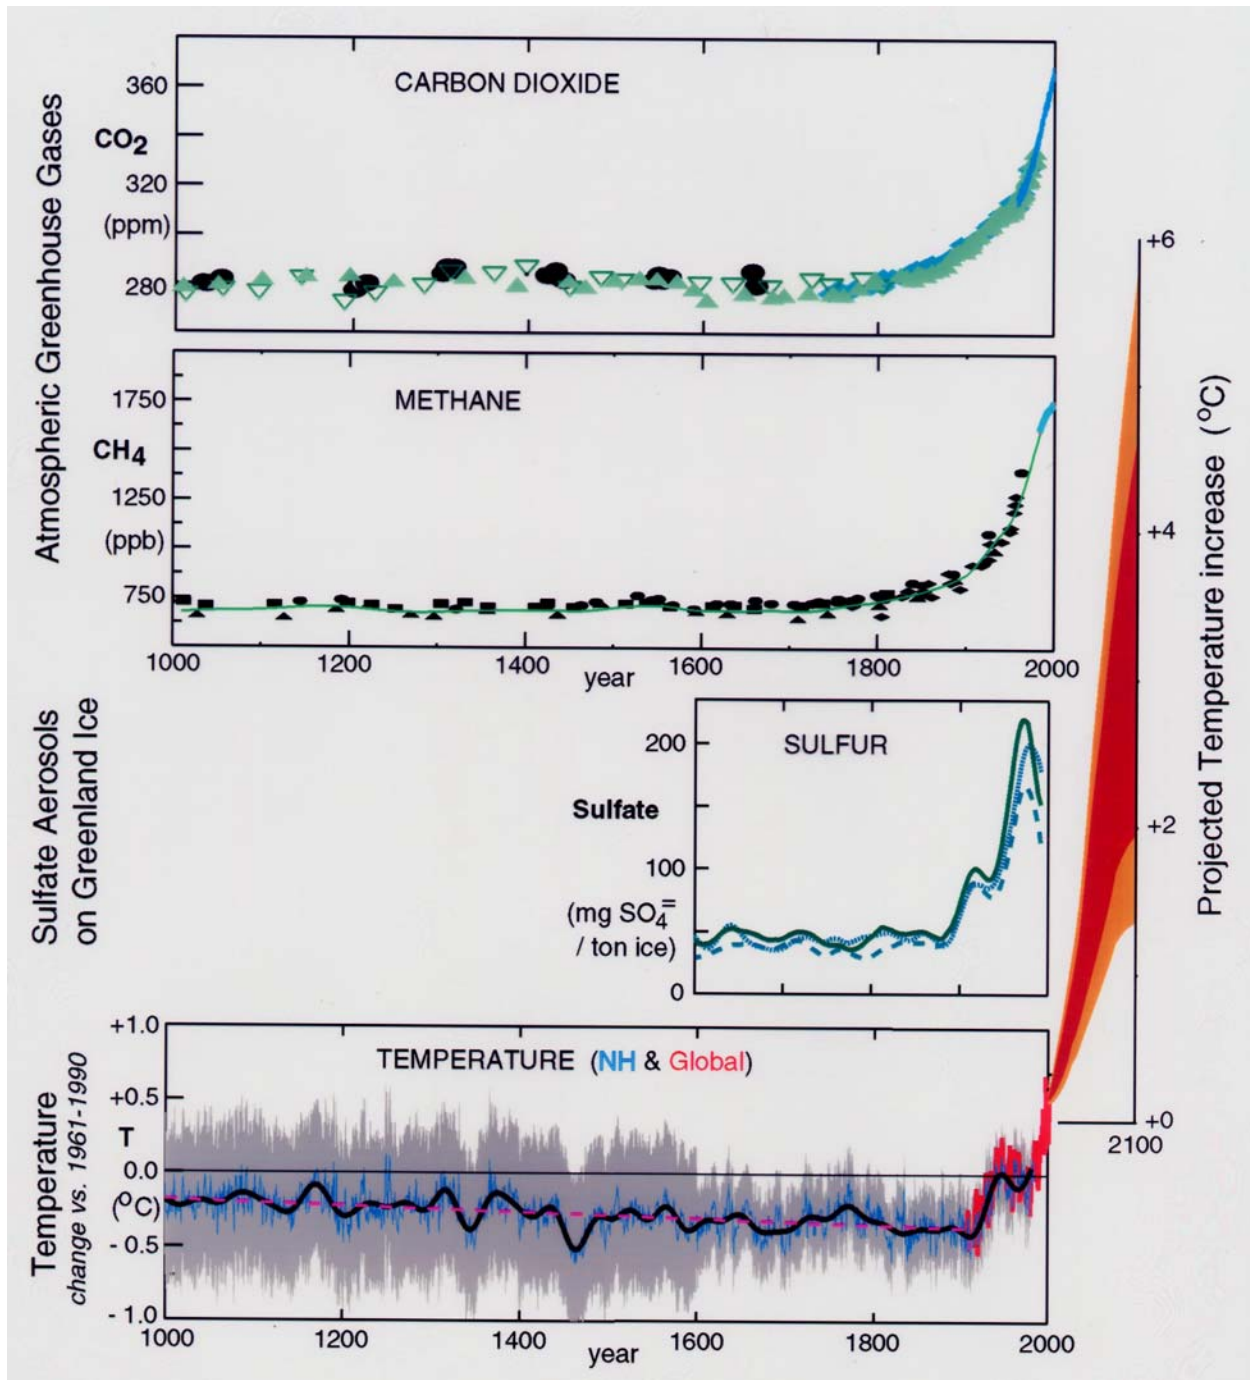 Atmospheric Greenhouse Gases
CARBON DIOXIDE
360
CO2
320
(ppm)
280
METHANE
1750
CH4
1250
(ppb)
750
1000 1200 1400 1600 1800 2000
year
Sulfate Aerosols
on Greenland Ice
SULFUR
200
Sulfate
100
(mg SO4=
/ ton ice)
0
Temperature
change vs. 1961-1990
TEMPERATURE (NH & Global)
+1.0
+0.5
T
0.0
(°C)
- 0.5
- 1.0
1000 1200 1400 1600 1800 2000
year
+6
+4
+2
+0
2100
Projected Temperature increase (°C)